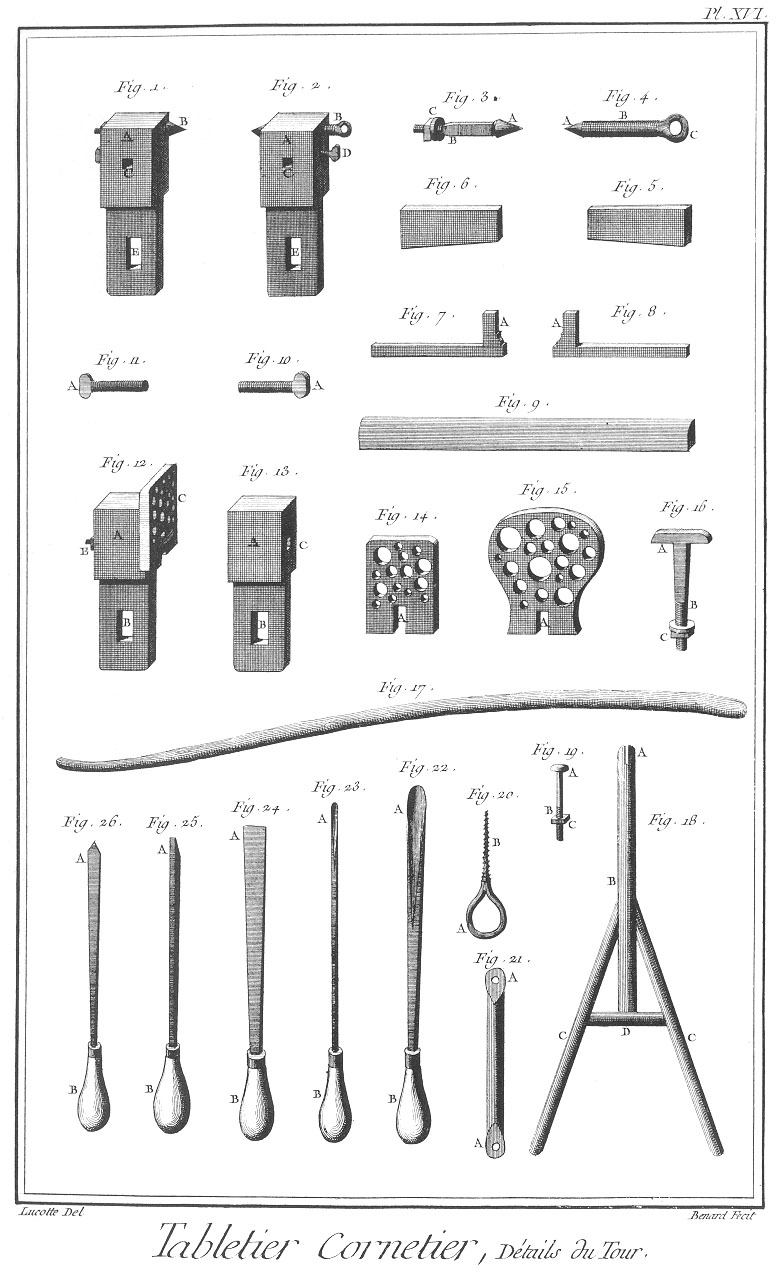 Pl. XVI.
Fig. 1. Fig. 2. Fig. 3. Fig. 4.
B B D C A A B C
A A B
C C
E E
Fig. 6. Fig. 5.
Fig. 7. Fig. 8.
A A
Fig. 11. Fig. 10.
A A
Fig. 9.
Fig. 12. Fig. 13.
C
A A C
E
B B
Fig. 14. Fig. 15. Fig. 16.
A A
A
B
C
Fig. 17.
Fig. 19. Fig. 18.
A B C
A B C D C
Fig. 26. Fig. 25. Fig. 24. Fig. 23. Fig. 22. Fig. 20.
A A A A A B
A
Fig. 21.
A
A
B B B B B
Lucotte Del Benard Fecit
Tabletier Cornetier, Détails du Tour.